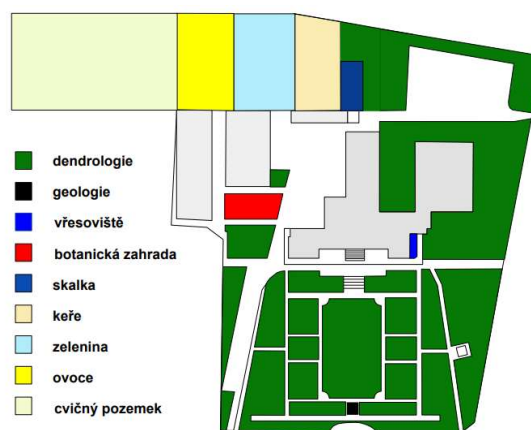 dendrologie
geologie
vřesoviště
botanická zahrada
skalka
keře
zelenina
ovoce
cvičný pozemek